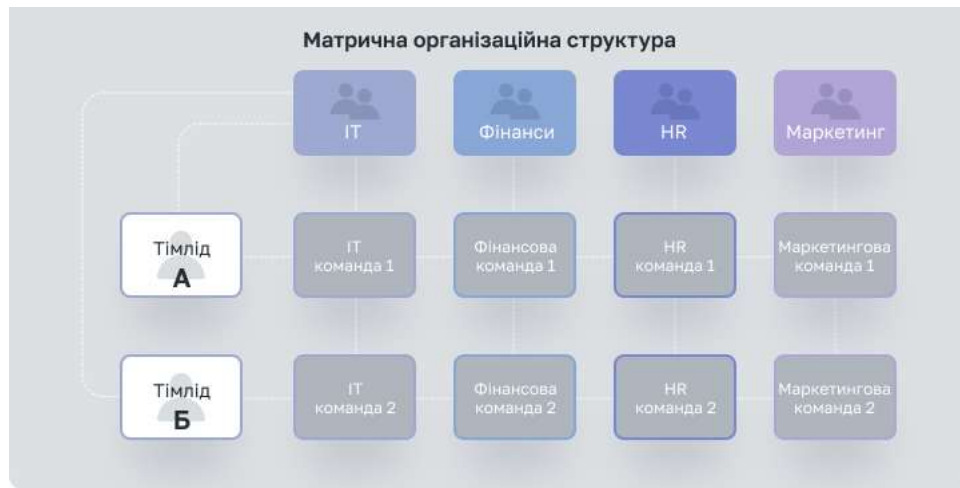 Матрична організаційна структура
IT
Фінанси
HR
Маркетинг
Тімлід
А
IT
команда 1
Фінансова
команда 1
HR
команда 1
Маркетингова
команда 1
Тімлід
Б
IT
команда 2
Фінансова
команда 2
HR
команда 2
Маркетингова
команда 2